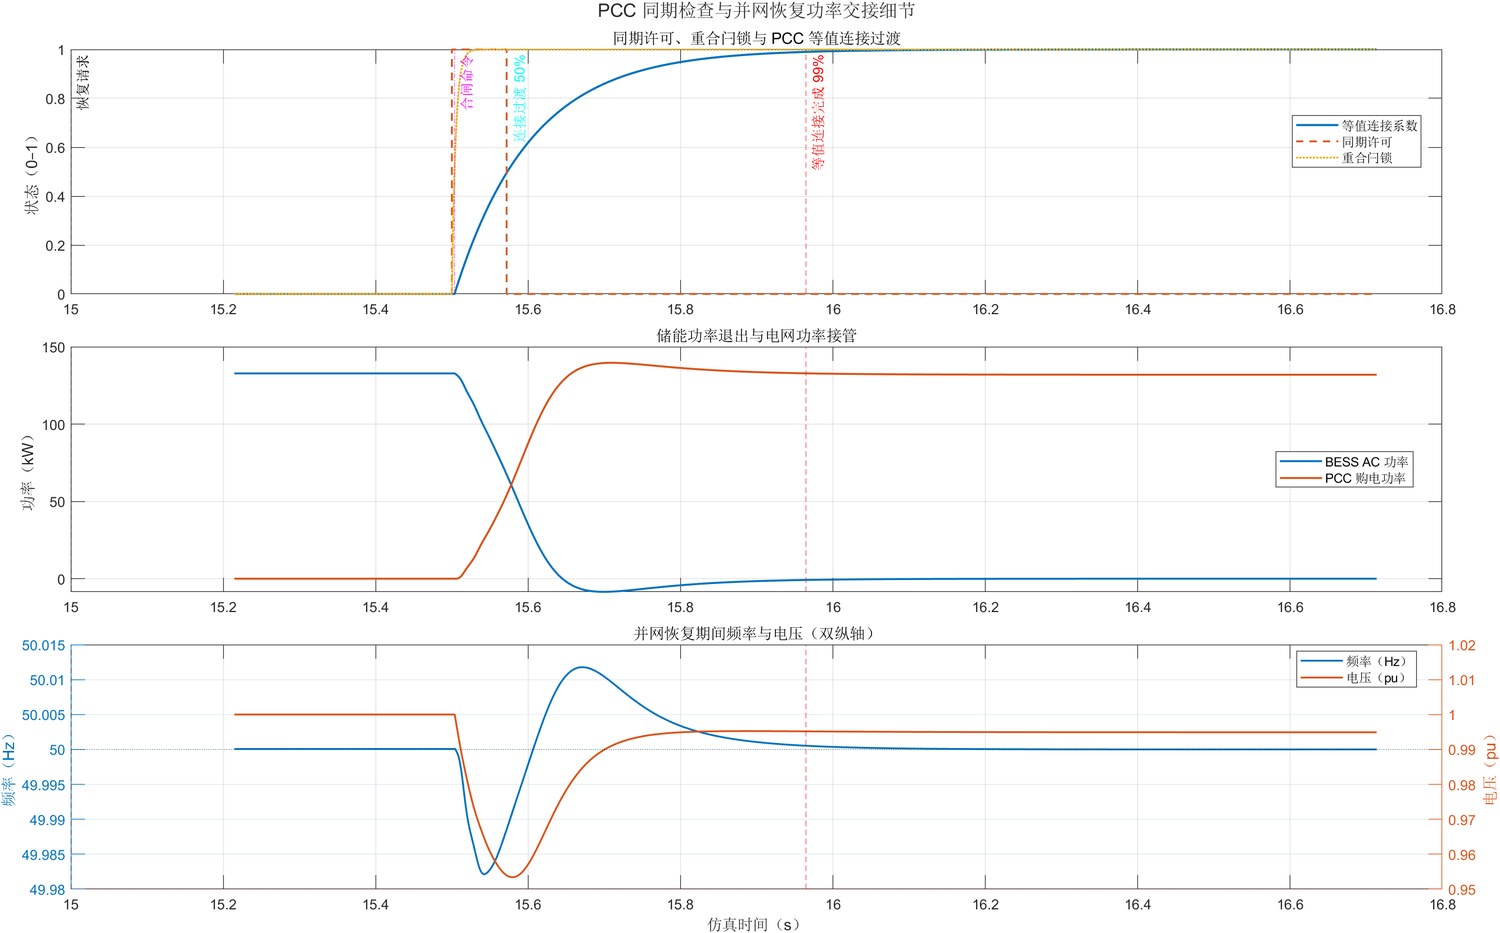 PCC 同期检查与并网恢复功率交接细节
同期许可、重合闩锁与 PCC 等值连接过渡
1
0.8
0.6
0.4
0.2
0
状态（0–1）
恢复请求
合闸命令
连接过渡 50%
等值连接完成 99%
等值连接系数
同期许可
重合闩锁
15
15.2
15.4
15.6
15.8
16
16.2
16.4
16.6
16.8
储能功率退出与电网功率接管
150
100
50
0
功率（kW）
BESS AC 功率
PCC 购电功率
15
15.2
15.4
15.6
15.8
16
16.2
16.4
16.6
16.8
并网恢复期间频率与电压（双纵轴）
50.015
50.01
50.005
50
49.995
49.99
49.985
49.98
频率（Hz）
频率（Hz）
电压（pu）
1.02
1.01
1
0.99
0.98
0.97
0.96
0.95
电压（pu）
15
15.2
15.4
15.6
15.8
16
16.2
16.4
16.6
16.8
仿真时间（s）